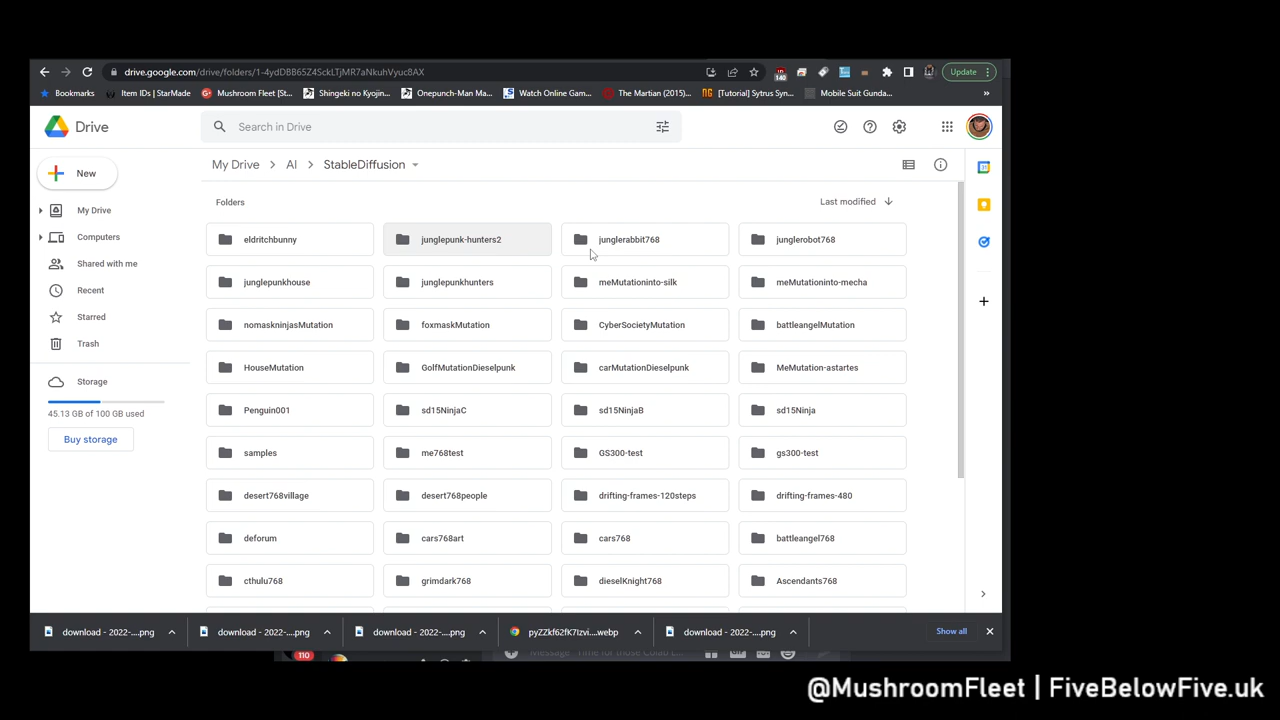 drive.google.com/drive/folders/1-4ydDBB65Z4SckLTjMR7aNkuhVyuc8AX
140
Update
Bookmarks
Item IDs | StarMade
Mushroom Fleet [St...
Shingeki no Kyojin...
Onepunch-Man Ma...
Watch Online Gam...
The Martian (2015)...
[Tutorial] Sytrus Syn...
Mobile Suit Gunda...
»
Drive
Search in Drive
New
My Drive > AI > StableDiffusion
My Drive
Computers
Shared with me
Recent
Starred
Trash
Storage
45.13 GB of 100 GB used
Buy storage
Folders
Last modified
eldritchbunny
junglepunk-hunters2
junglerabbit768
junglerobot768
junglepunkhouse
junglepunkhunters
meMutationinto-silk
meMutationinto-mecha
nomaskninjasMutation
foxmaskMutation
CyberSocietyMutation
battleangelMutation
HouseMutation
GolfMutationDieselpunk
carMutationDieselpunk
MeMutation-astartes
Penguin001
sd15NinjaC
sd15NinjaB
sd15Ninja
samples
me768test
GS300-test
gs300-test
desert768village
desert768people
drifting-frames-120steps
drifting-frames-480
deforum
cars768art
cars768
battleangel768
cthulu768
grimdark768
dieselKnight768
Ascendants768
download - 2022-....png
download - 2022-....png
download - 2022-....png
pyZZkf62fK7Izvi....webp
download - 2022-....png
Show all
110
@MushroomFleet | FiveBelowFive.uk